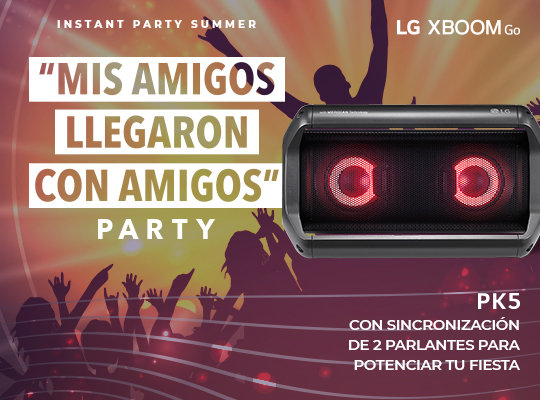 INSTANT PARTY SUMMER
LG XBOOM Go
“MIS AMIGOS
LLEGARON
CON AMIGOS”
PARTY
LG
PK5
CON SINCRONIZACIÓN
DE 2 PARLANTES PARA
POTENCIAR TU FIESTA